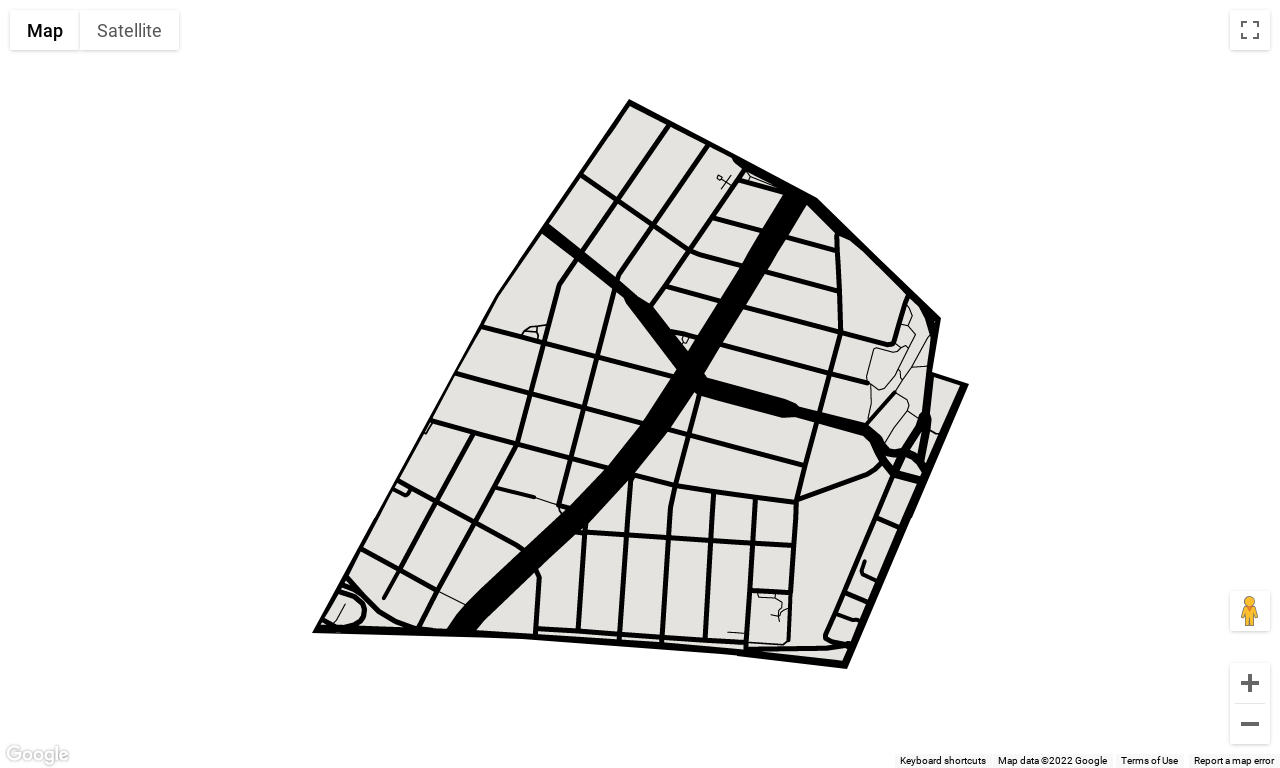 Map Satellite
Google
Keyboard shortcuts Map data ©2022 Google Terms of Use Report a map error